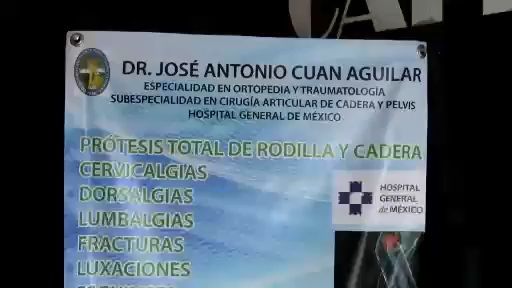 DR. JOSÉ ANTONIO CUAN AGUILAR
ESPECIALIDAD EN ORTOPEDIA Y TRAUMATOLOGÍA
SUBESPECIALIDAD EN CIRUGÍA ARTICULAR DE CADERA Y PELVIS
HOSPITAL GENERAL DE MÉXICO
PRÓTESIS TOTAL DE RODILLA Y CADERA
CERVICALGIAS
DORSALGIAS
LUMBALGIAS
FRACTURAS
LUXACIONES
HOSPITAL
GENERAL
de MÉXICO